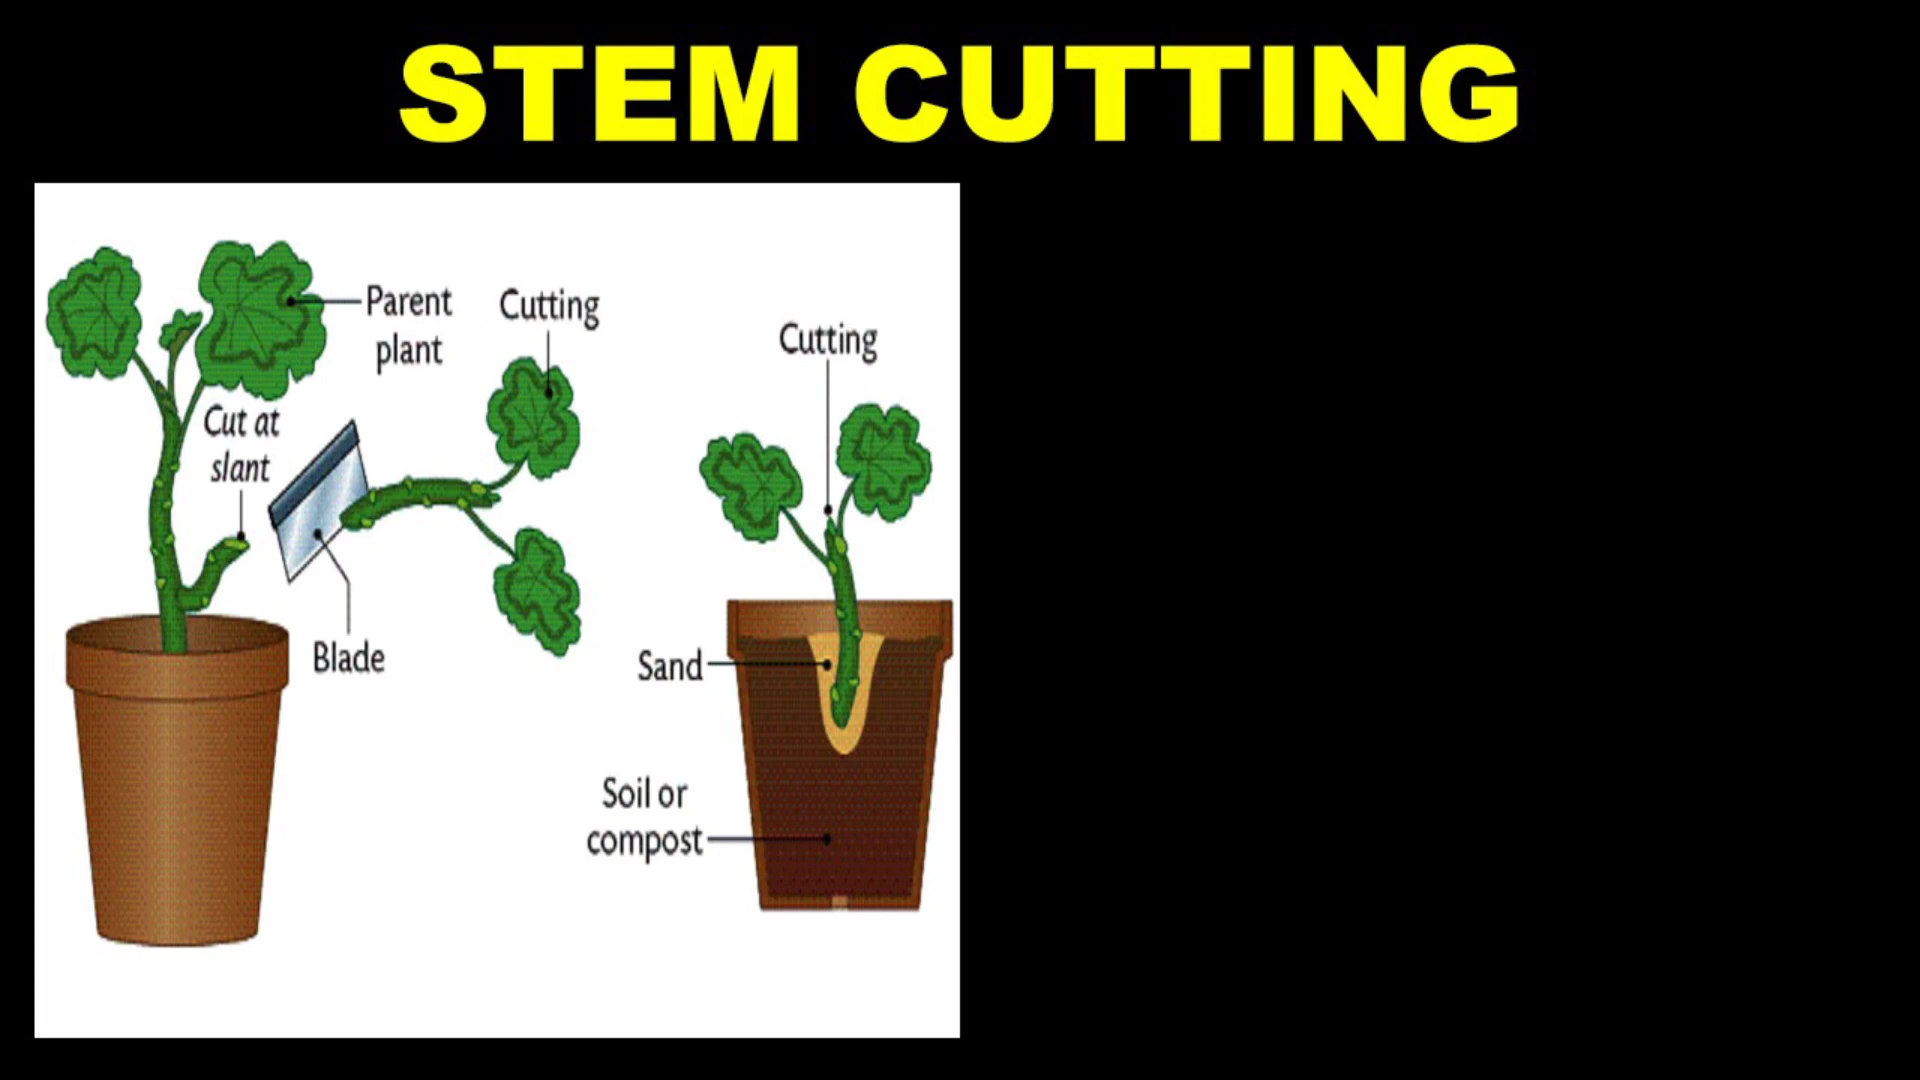 STEM CUTTING
Parent
plant
Cutting
Cutting
Cut at
slant
Blade
Sand
Soil or
compost